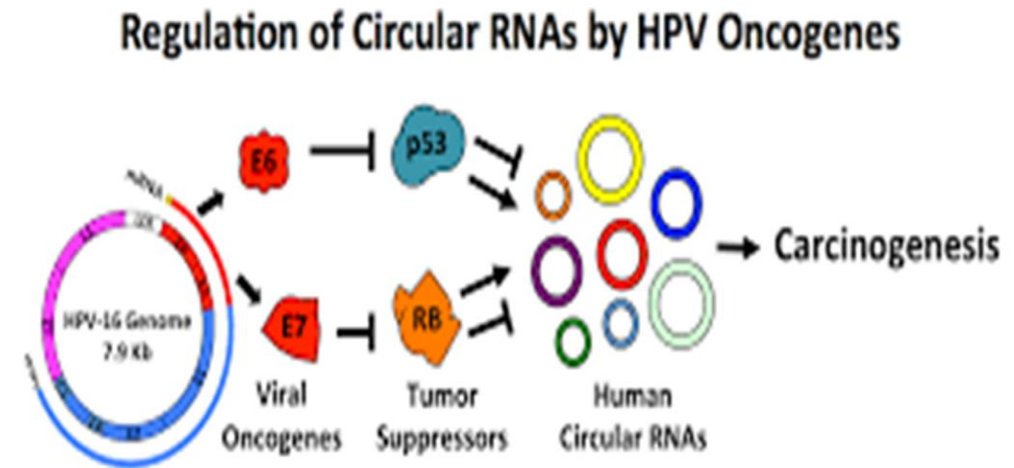 Regulation of Circular RNAs by HPV Oncogenes
mRNA
E6
p53
HPV-16 Genome
7.9 Kb
E7
RB
Carcinogenesis
Viral
Oncogenes
Tumor
Suppressors
Human
Circular RNAs